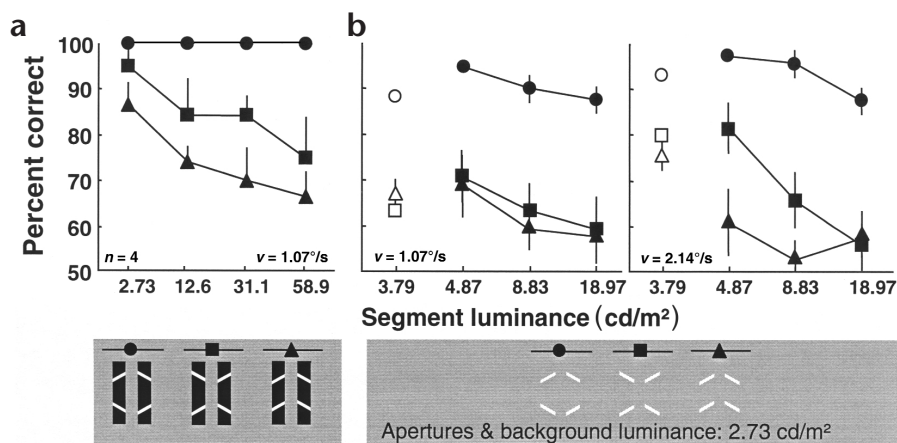 a
b
Percent correct
100
90
80
70
60
50
n = 4
v = 1.07°/s
v = 1.07°/s
v = 2.14°/s
2.73 12.6 31.1 58.9
3.79 4.87 8.83 18.97
3.79 4.87 8.83 18.97
Segment luminance (cd/m²)
Apertures & background luminance: 2.73 cd/m²